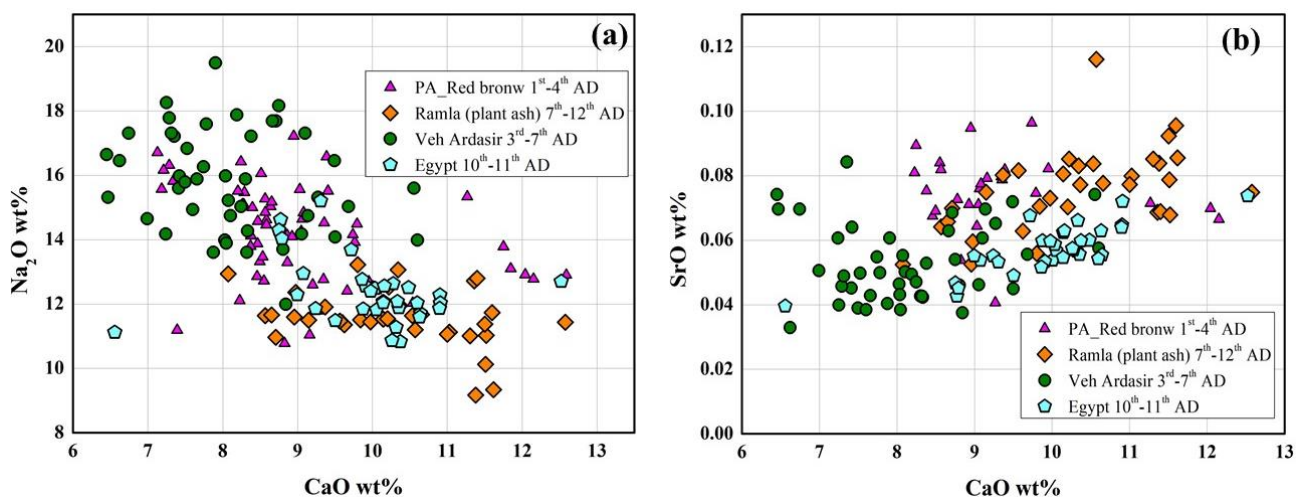 (a)
Na2O wt%
20
18
16
14
12
10
8
6 7 8 9 10 11 12 13
CaO wt%
PA_Red bronw 1st-4th AD
Ramla (plant ash) 7th-12th AD
Veh Ardasir 3rd-7th AD
Egypt 10th-11th AD
(b)
SrO wt%
0.12
0.10
0.08
0.06
0.04
0.02
0.00
6 7 8 9 10 11 12 13
CaO wt%
PA_Red bronw 1st-4th AD
Ramla (plant ash) 7th-12th AD
Veh Ardasir 3rd-7th AD
Egypt 10th-11th AD